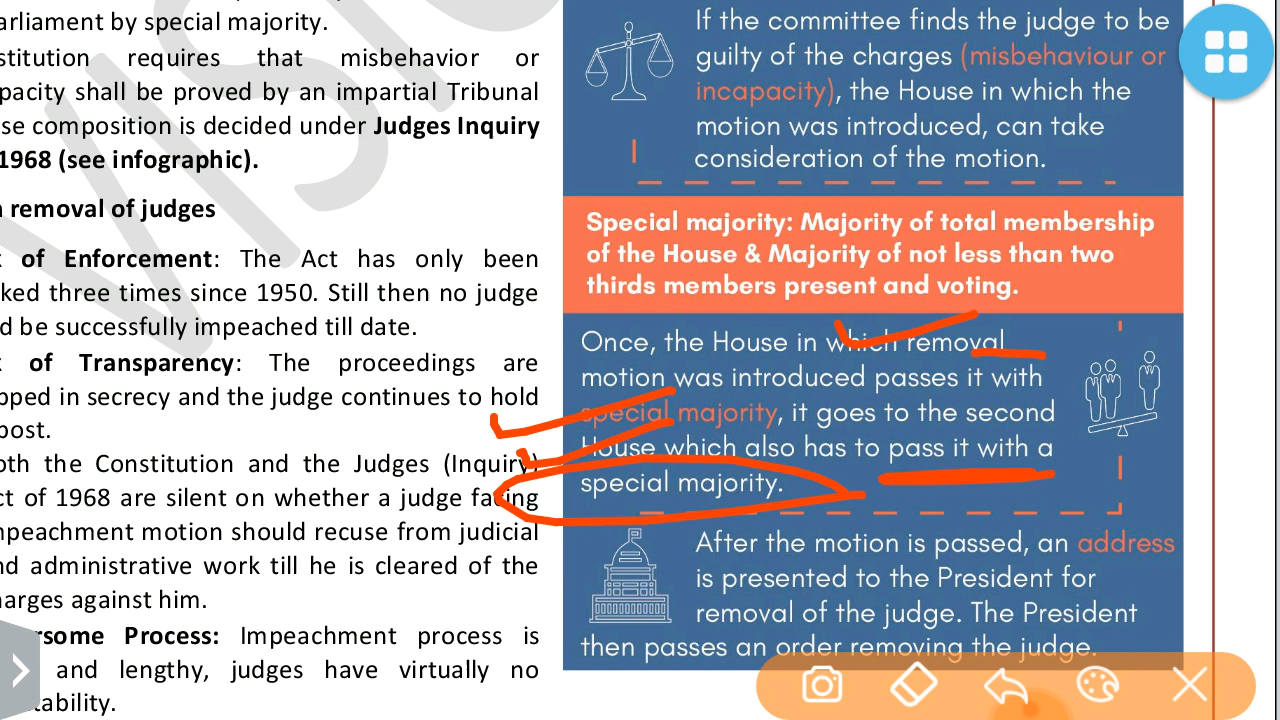 arliament by special majority.
stitution requires that misbehavior or
pacity shall be proved by an impartial Tribunal
se composition is decided under Judges Inquiry
1968 (see infographic).
removal of judges
of Enforcement: The Act has only been
ked three times since 1950. Still then no judge
d be successfully impeached till date.
of Transparency: The proceedings are
pped in secrecy and the judge continues to hold
post.
oth the Constitution and the Judges (Inquiry)
ct of 1968 are silent on whether a judge facing
mpeachment motion should recuse from judicial
nd administrative work till he is cleared of the
harges against him.
rsome Process: Impeachment process is
and lengthy, judges have virtually no
tability.
If the committee finds the judge to be
guilty of the charges (misbehaviour or
incapacity), the House in which the
motion was introduced, can take
consideration of the motion.
Special majority: Majority of total membership
of the House & Majority of not less than two
thirds members present and voting.
Once, the House in which removal
motion was introduced passes it with
special majority, it goes to the second
House which also has to pass it with a
special majority.
After the motion is passed, an address
is presented to the President for
removal of the judge. The President
then passes an order removing the judge.